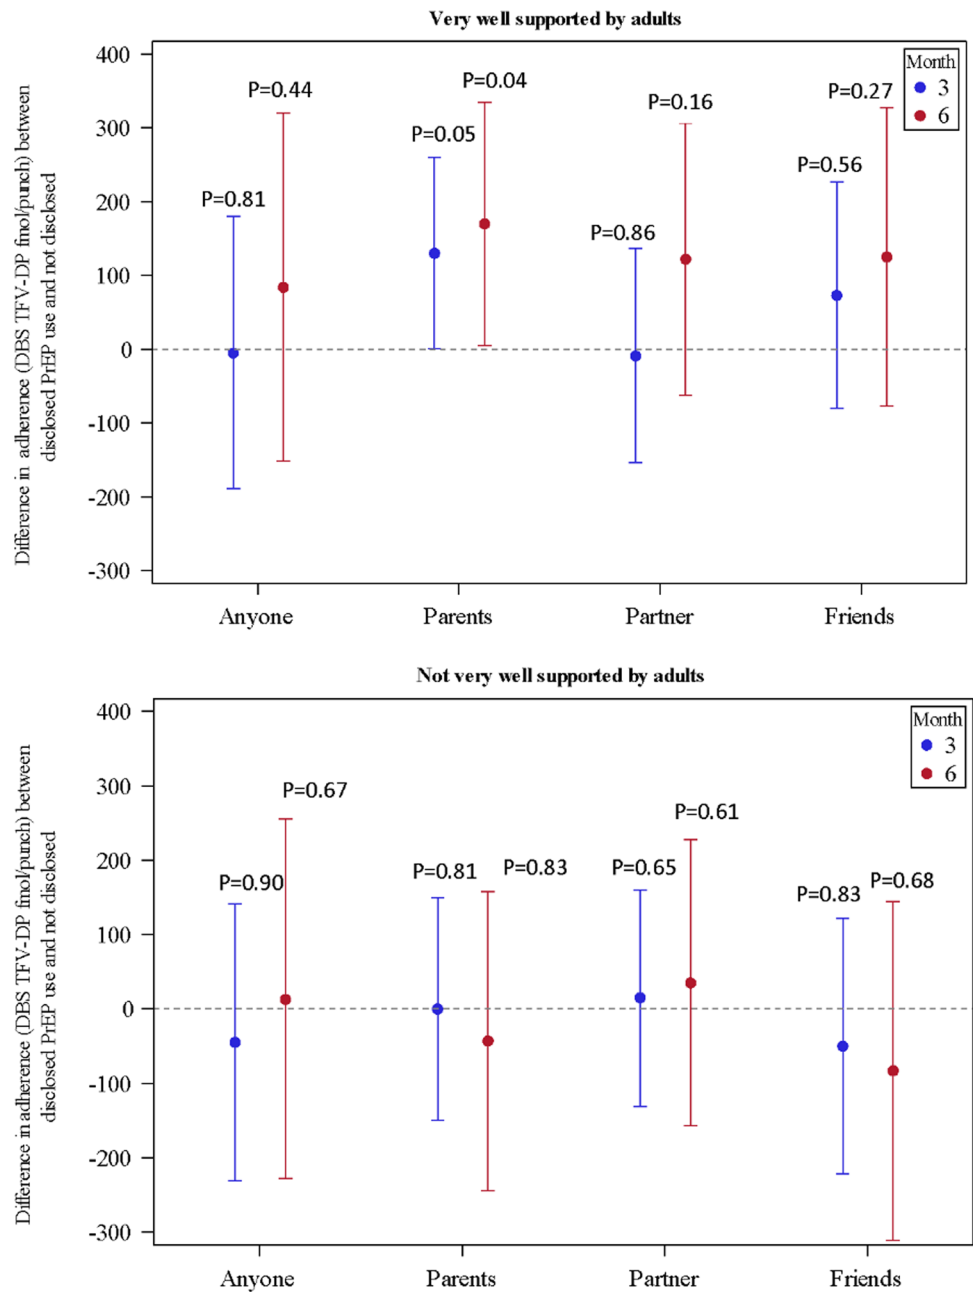 Very well supported by adults
Difference in adherence (DBS TFV-DP fmol/punch) between
disclosed PrEP use and not disclosed
400
300
200
100
0
-100
-200
-300
P=0.81
P=0.44
P=0.05
P=0.04
P=0.86
P=0.16
P=0.56
P=0.27
Month
3
6
Anyone
Parents
Partner
Friends
Not very well supported by adults
Difference in adherence (DBS TFV-DP fmol/punch) between
disclosed PrEP use and not disclosed
400
300
200
100
0
-100
-200
-300
P=0.90
P=0.67
P=0.81
P=0.83
P=0.65
P=0.61
P=0.83
P=0.68
Month
3
6
Anyone
Parents
Partner
Friends